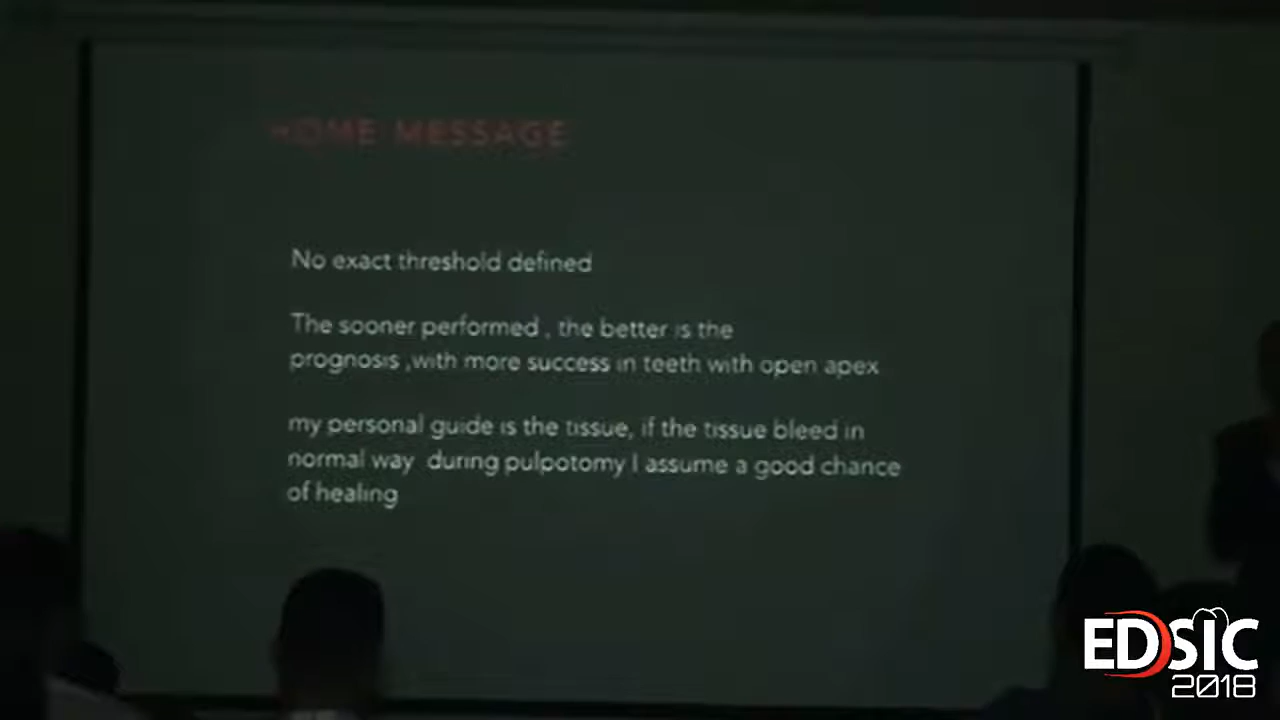 HOME MESSAGE
No exact threshold defined
The sooner performed , the better is the
prognosis ,with more success in teeth with open apex
my personal guide is the tissue, if the tissue bleed in
normal way during pulpotomy I assume a good chance
of healing
EDSIC
2018